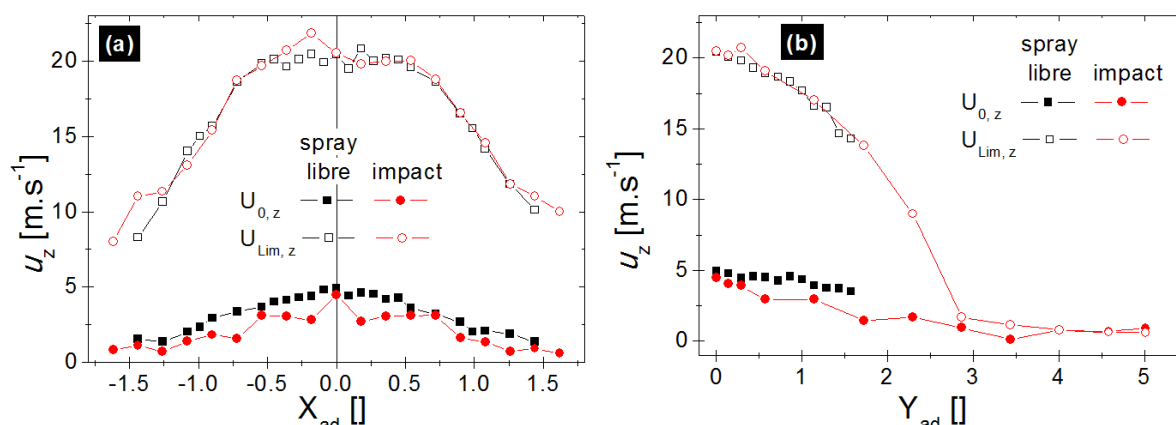 (a)
20
15
10
5
0
u_z [m.s⁻¹]
spray
libre impact
U_0, z
U_Lim, z
-1.5 -1.0 -0.5 0.0 0.5 1.0 1.5
X_ad []
(b)
20
15
10
5
0
u_z [m.s⁻¹]
spray
libre impact
U_0, z
U_Lim, z
0 1 2 3 4 5
Y_ad []